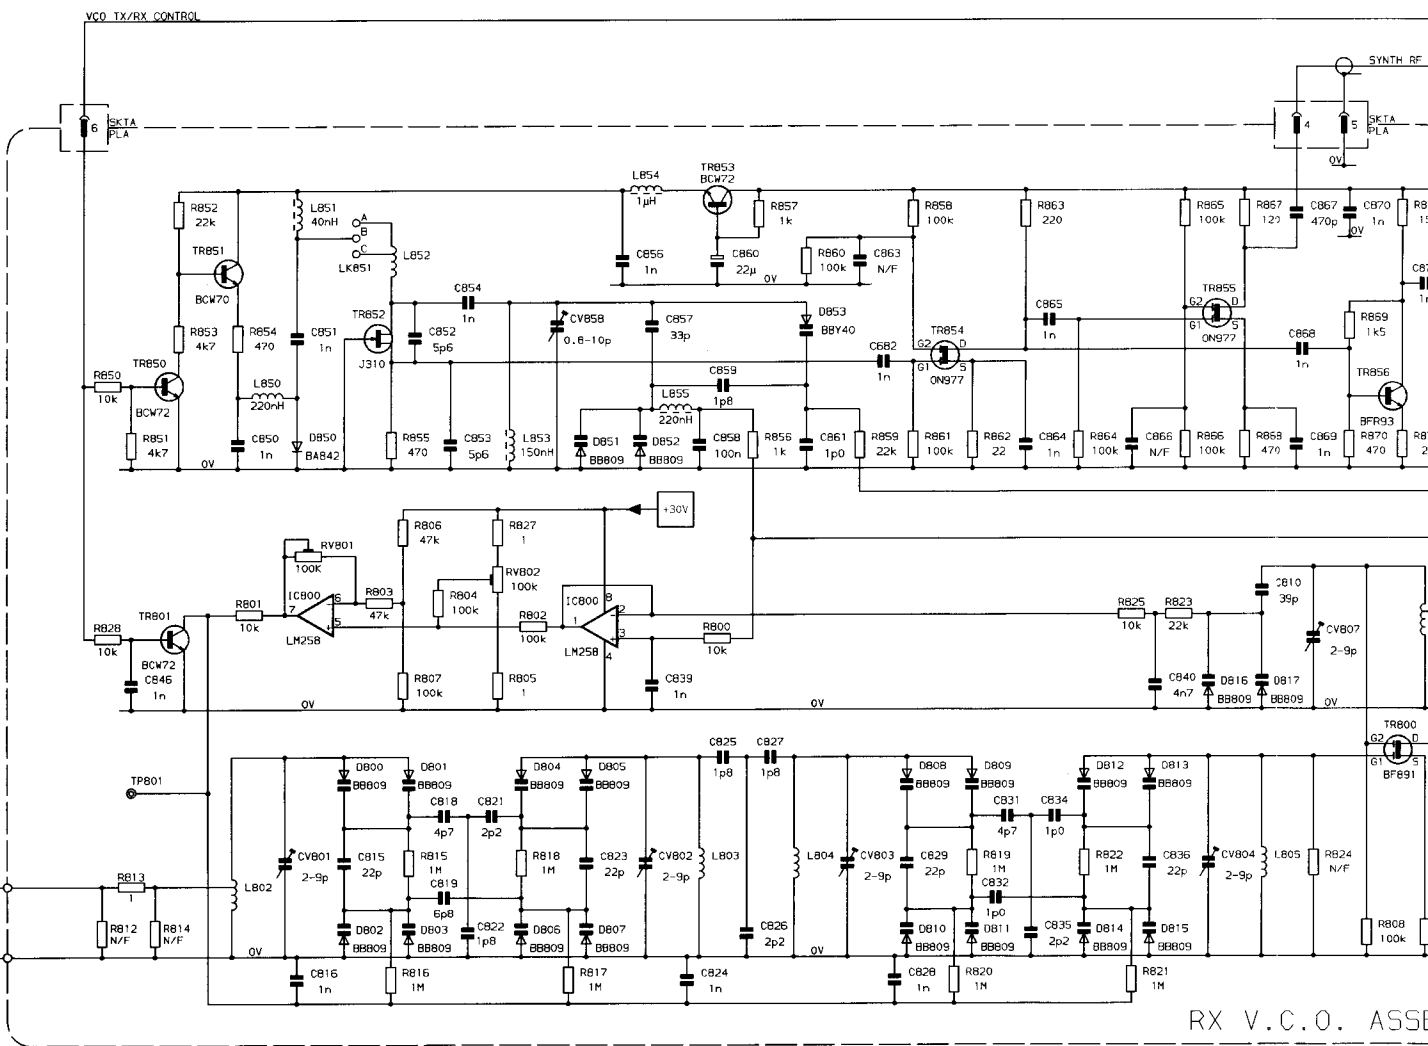 VCO TX/RX CONTROL
SYNTH RF
6
SKTA
PLA
4
5
SKTA
PLA
0V
R852
22k
TR851
BCW70
L851
40nH
A
B
C
LK851
L852
L854
1µH
TR853
BCW72
R857
1k
C856
1n
C860
22µ
0V
R860
100k
C863
N/F
R858
100k
R863
220
R865
100k
R867
120
C867
470p
C870
1n
0V
R853
4k7
R854
470
C851
1n
TR852
J310
C852
5p6
C854
1n
CV858
0.8-10p
C857
33p
D853
BBY40
C682
1n
TR854
G2
D
G1
S
ON977
C865
1n
TR855
G2
D
G1
S
ON977
C868
1n
R869
1k5
TR856
BFR93
R850
10k
TR850
BCW72
L850
220nH
C859
1p8
L855
220nH
R851
4k7
C850
1n
D850
BA842
R855
470
C853
5p6
L853
150nH
D851
BB809
D852
BB809
C858
100n
R856
1k
C861
1p0
R859
22k
R861
100k
R862
22
C864
1n
R864
100k
C866
N/F
R866
100k
R868
470
C869
1n
R870
470
0V
+30V
RV801
100K
R806
47k
R827
1
RV802
100k
R804
100k
R803
47k
IC800
7
6
5
LM258
R801
10k
R802
100k
IC800
8
1
2
3
4
LM258
R800
10k
R825
10k
R823
22k
C810
39p
CV807
2-9p
R828
10k
TR801
BCW72
C846
1n
R807
100k
R805
1
C839
1n
C840
4n7
D816
BB809
D817
BB809
0V
0V
0V
TR800
G2
D
G1
S
BF891
TP801
C825
1p8
C827
1p8
D800
BB809
D801
BB809
D804
BB809
D805
BB809
D808
BB809
D809
BB809
D812
BB809
D813
BB809
C818
4p7
C821
2p2
C831
4p7
C834
1p0
CV801
2-9p
C815
22p
R815
1M
R818
1M
C823
22p
CV802
2-9p
L803
L804
CV803
2-9p
C829
22p
R819
1M
R822
1M
C836
22p
CV804
2-9p
L805
R824
N/F
R813
1
L802
C819
6p8
C832
1p0
R812
N/F
R814
N/F
D802
BB809
D803
BB809
C822
1p8
D806
BB809
D807
BB809
C826
2p2
D810
BB809
D811
BB809
C835
2p2
D814
BB809
D815
BB809
R808
100k
0V
0V
C816
1n
R816
1M
R817
1M
C824
1n
C828
1n
R820
1M
R821
1M
RX V.C.O. ASSE